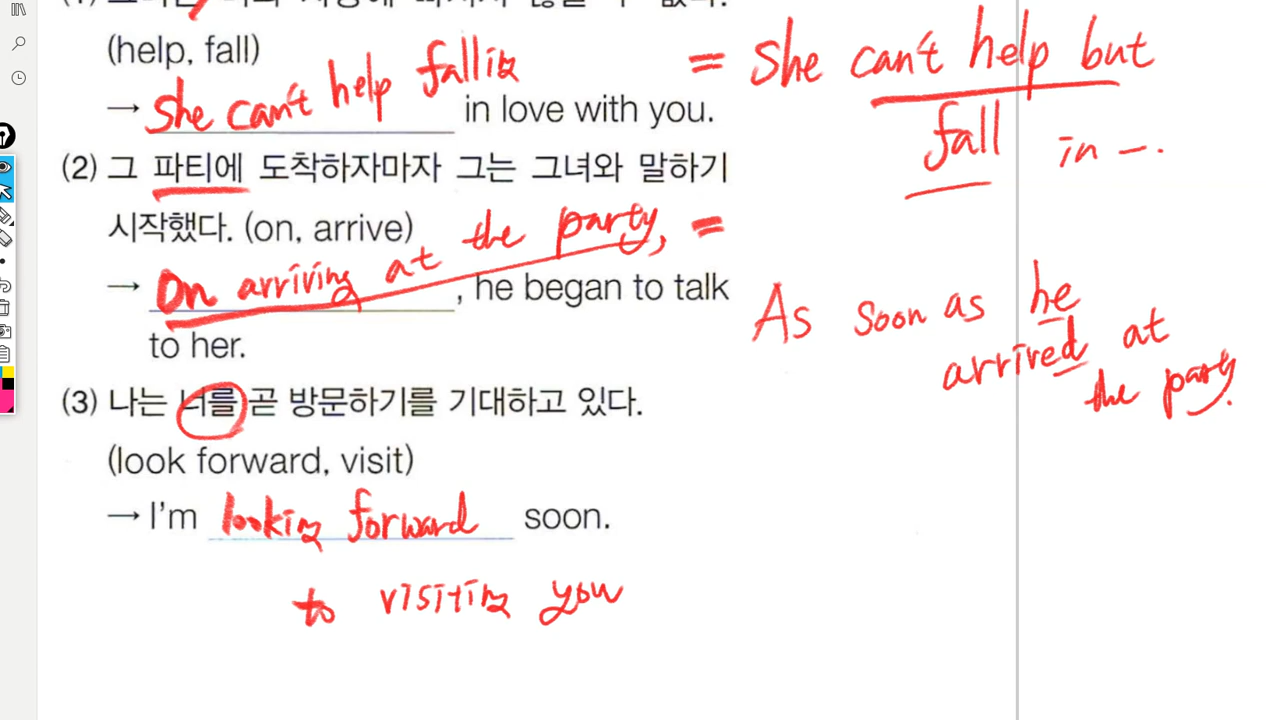 (help, fall)
→ She can't help falling in love with you.
= She can't help but
fall in ㅡ.
(2) 그 파티에 도착하자마자 그는 그녀와 말하기
시작했다. (on, arrive)
→ On arriving at the party, , he began to talk
to her.
= As soon as he
arrived at
the party.
(3) 나는 너를 곧 방문하기를 기대하고 있다.
(look forward, visit)
→ I'm looking forward soon.
to visiting you